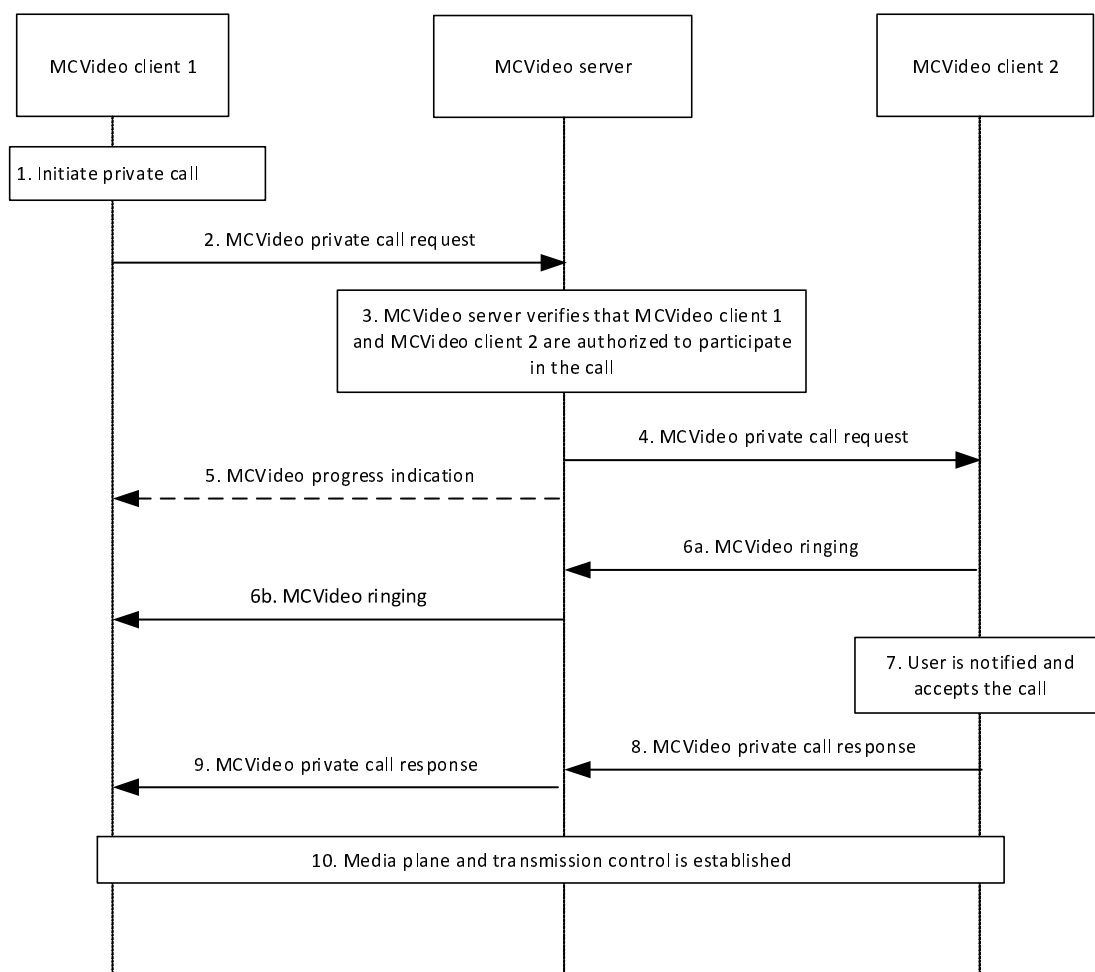 MCVideo client 1
MCVideo server
MCVideo client 2
1. Initiate private call
2. MCVideo private call request
3. MCVideo server verifies that MCVideo client 1
and MCVideo client 2 are authorized to participate
in the call
4. MCVideo private call request
5. MCVideo progress indication
6a. MCVideo ringing
6b. MCVideo ringing
7. User is notified and
accepts the call
8. MCVideo private call response
9. MCVideo private call response
10. Media plane and transmission control is established